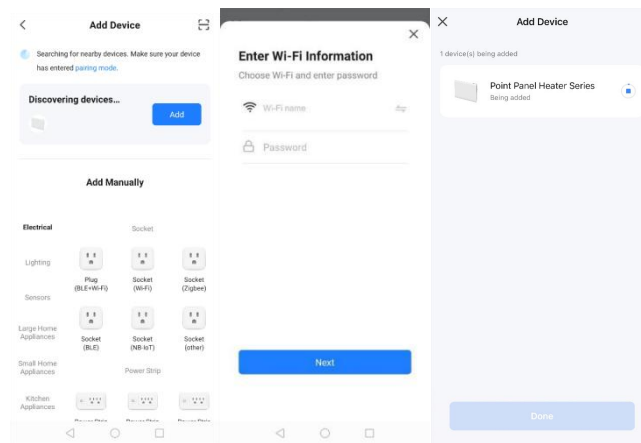 Add Device
Searching for nearby devices. Make sure your device
has entered pairing mode.
Discovering devices...
Add
Add Manually
Electrical
Socket
Lighting
Plug
(BLE+Wi-Fi)
Socket
(Wi-Fi)
Socket
(Zigbee)
Sensors
Large Home
Appliances
Socket
(BLE)
Socket
(NB-IoT)
Socket
(other)
Small Home
Appliances
Power Strip
Kitchen
Appliances
Enter Wi-Fi Information
Choose Wi-Fi and enter password
Wi-Fi name
Password
Next
Add Device
1 device(s) being added
Point Panel Heater Series
Being added
Done